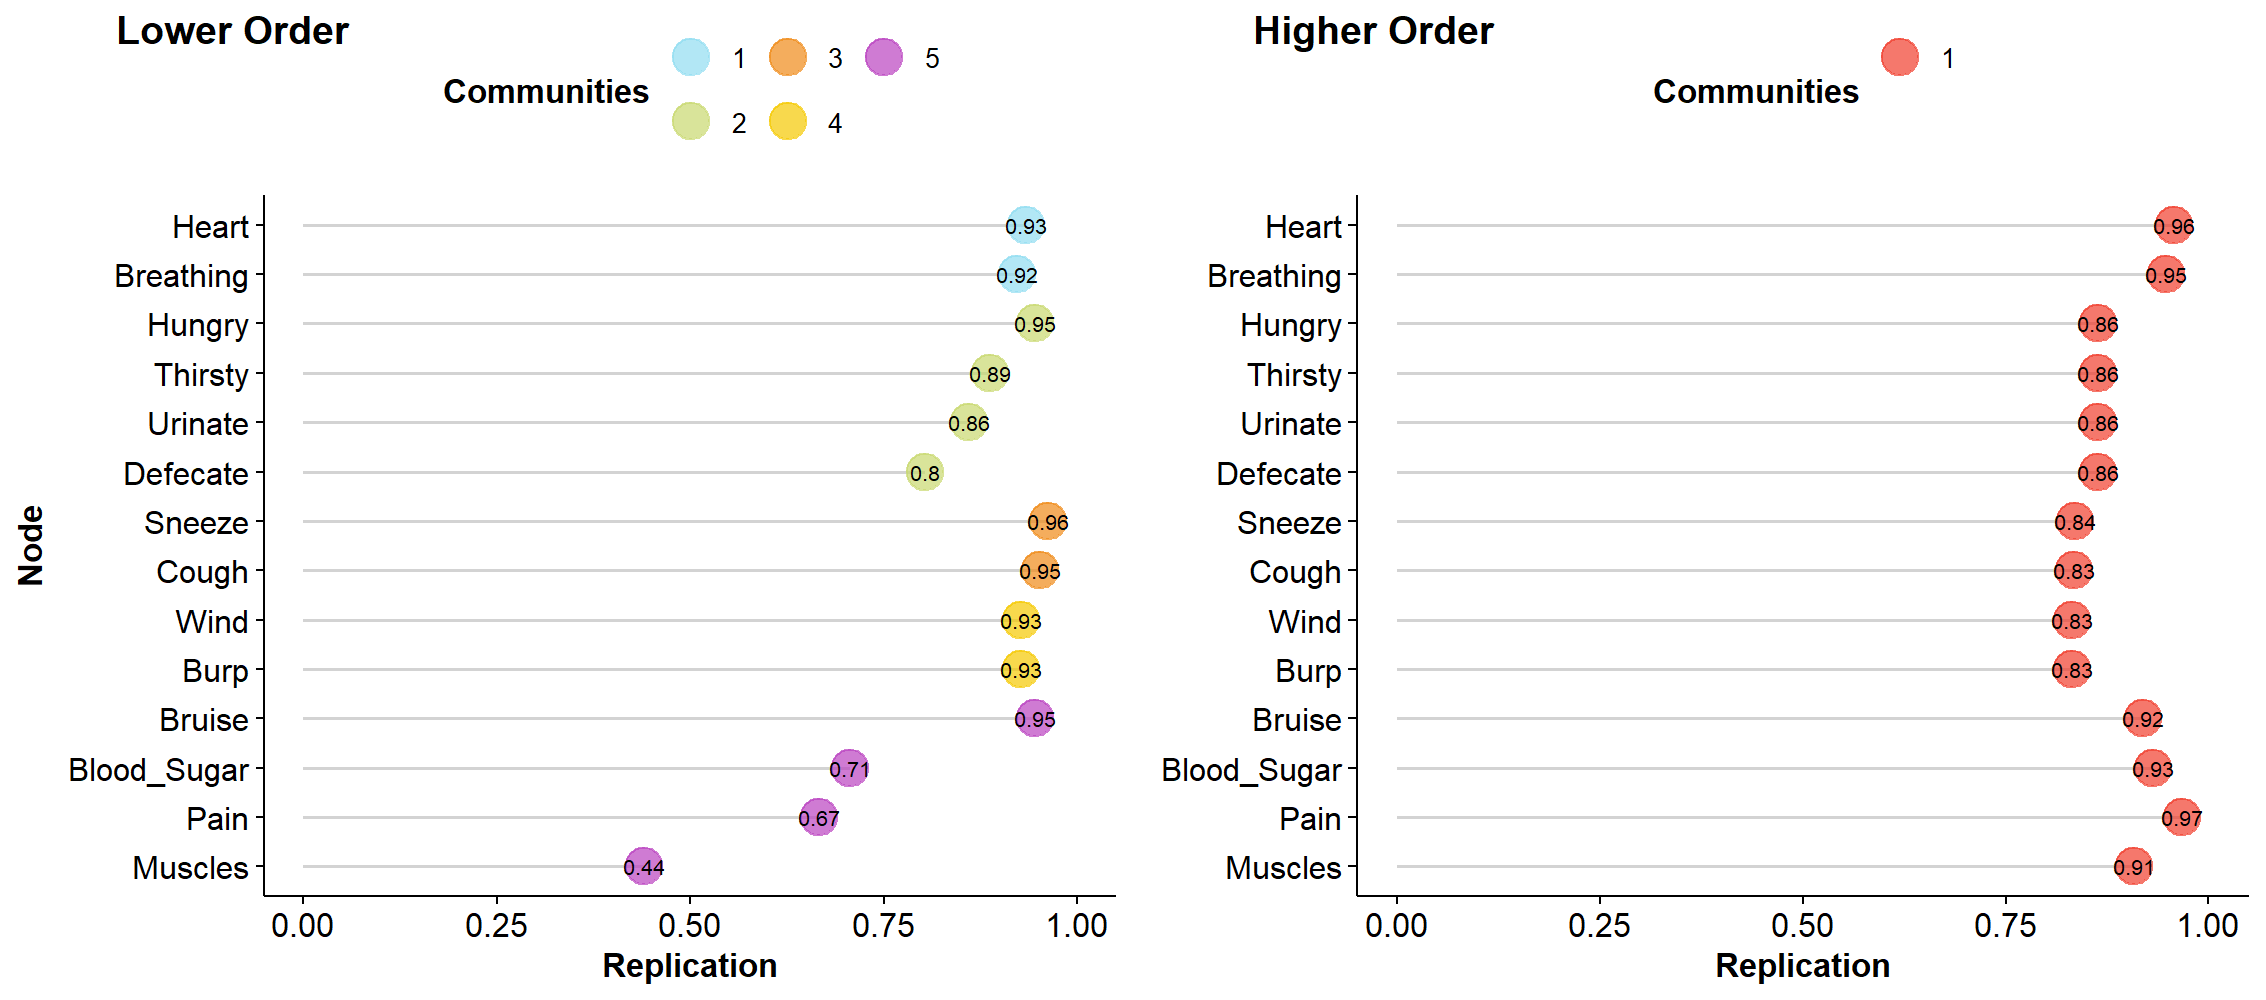 Lower Order
Communities
1 3 5
2 4
Node
Heart 0.93
Breathing 0.92
Hungry 0.95
Thirsty 0.89
Urinate 0.86
Defecate 0.8
Sneeze 0.96
Cough 0.95
Wind 0.93
Burp 0.93
Bruise 0.95
Blood_Sugar 0.71
Pain 0.67
Muscles 0.44
0.00 0.25 0.50 0.75 1.00
Replication
Higher Order
Communities
1
Heart 0.96
Breathing 0.95
Hungry 0.86
Thirsty 0.86
Urinate 0.86
Defecate 0.86
Sneeze 0.84
Cough 0.83
Wind 0.83
Burp 0.83
Bruise 0.92
Blood_Sugar 0.93
Pain 0.97
Muscles 0.91
0.00 0.25 0.50 0.75 1.00
Replication